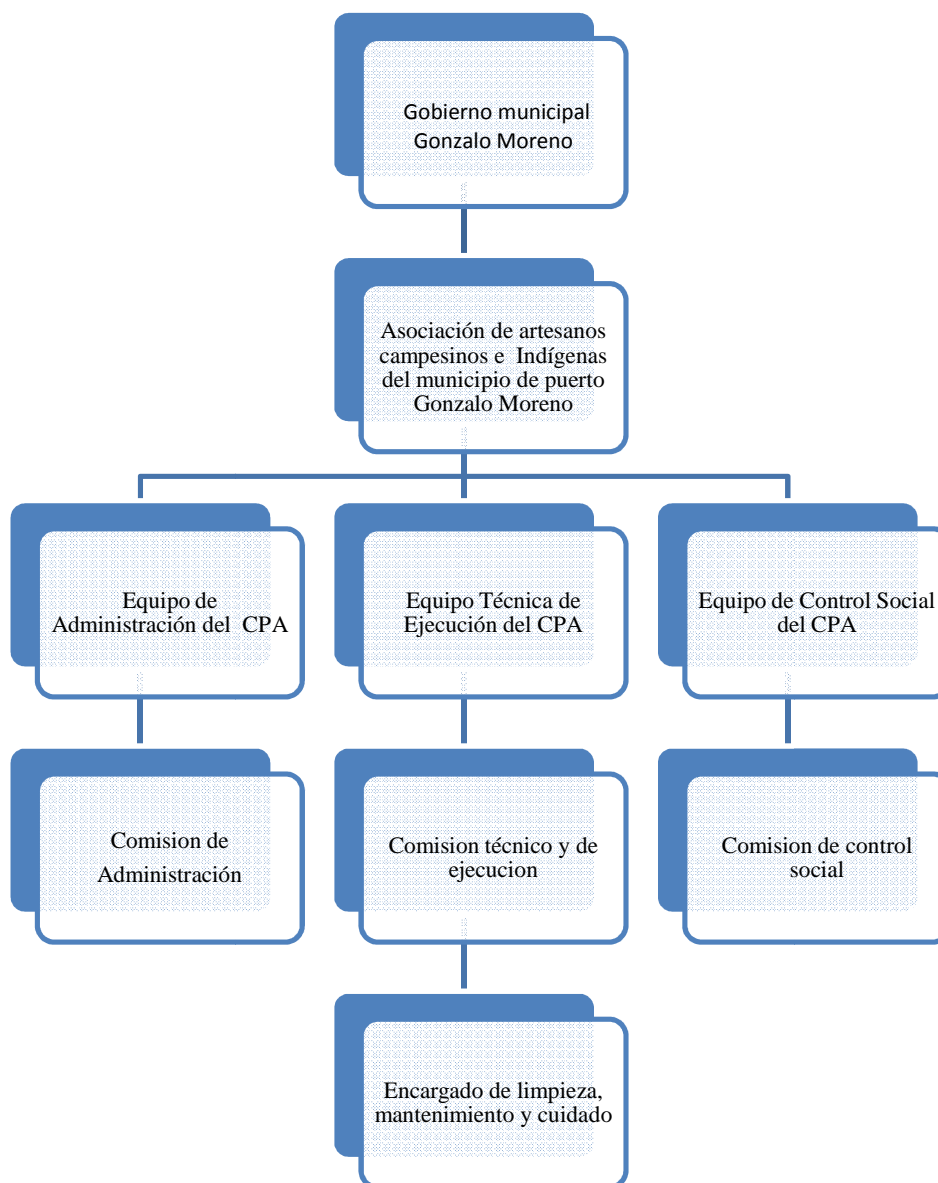 Gobierno municipal
Gonzalo Moreno
Asociación de artesanos
campesinos e Indígenas
del municipio de puerto
Gonzalo Moreno
Equipo de
Administración del CPA
Equipo Técnica de
Ejecución del CPA
Equipo de Control Social
del CPA
Comision de
Administración
Comision técnico y de
ejecucion
Comision de control
social
Encargado de limpieza,
mantenimiento y cuidado